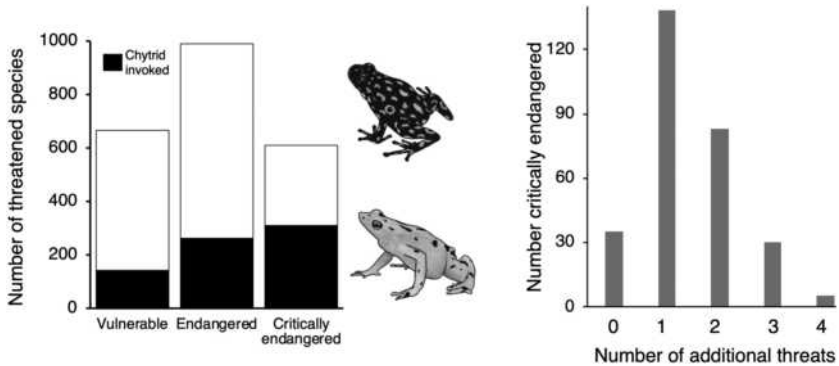 1000
800
600
400
200
0
Number of threatened species
Chytrid
invoked
Vulnerable
Endangered
Critically
endangered
120
90
60
30
0
Number critically endangered
0 1 2 3 4
Number of additional threats